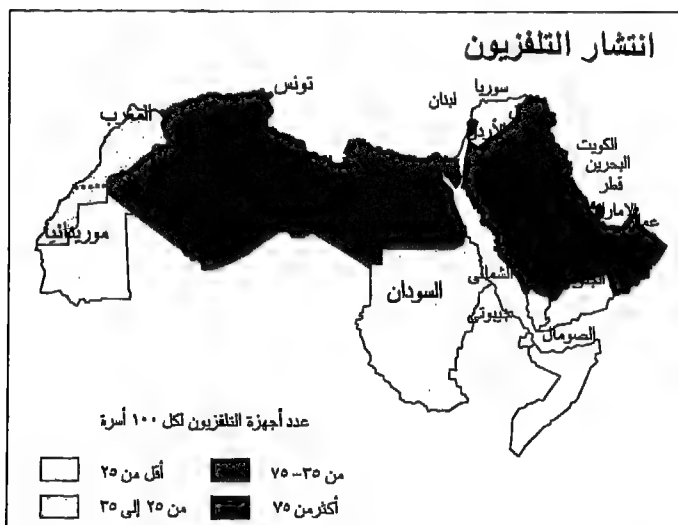 انتشار التلفزيون
تونس
سوريا
لبنان
المغرب
الكويت
البحرين
قطر
موريتانيا
السودان
الشمالى
جيبوتي
الصومال
عدد أجهزة التلفزيون لكل ١٠٠ أسرة
من ٣٥-٧٥
أقل من ٢٥
أكثر من ٧٥
من ٢٥ إلى ٣٥